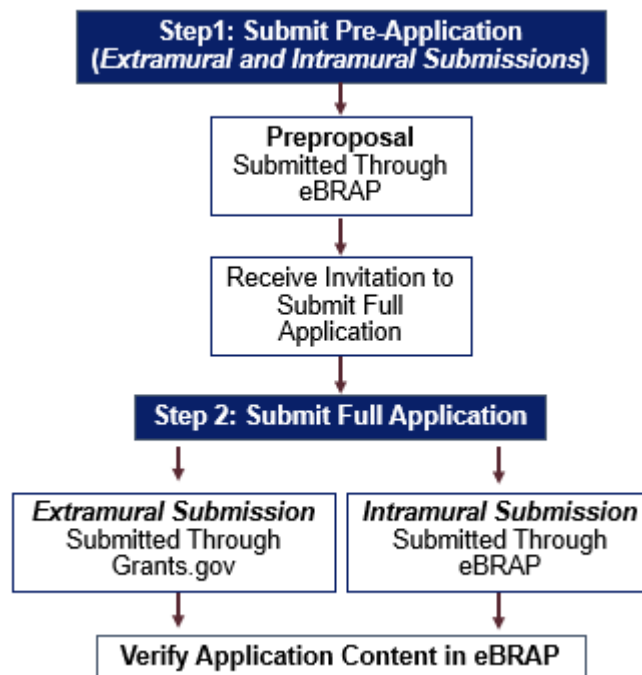 Step1: Submit Pre-Application
(Extramural and Intramural Submissions)
Preproposal
Submitted Through
eBRAP
Receive Invitation to
Submit Full
Application
Step 2: Submit Full Application
Extramural Submission
Submitted Through
Grants.gov
Intramural Submission
Submitted Through
eBRAP
Verify Application Content in eBRAP